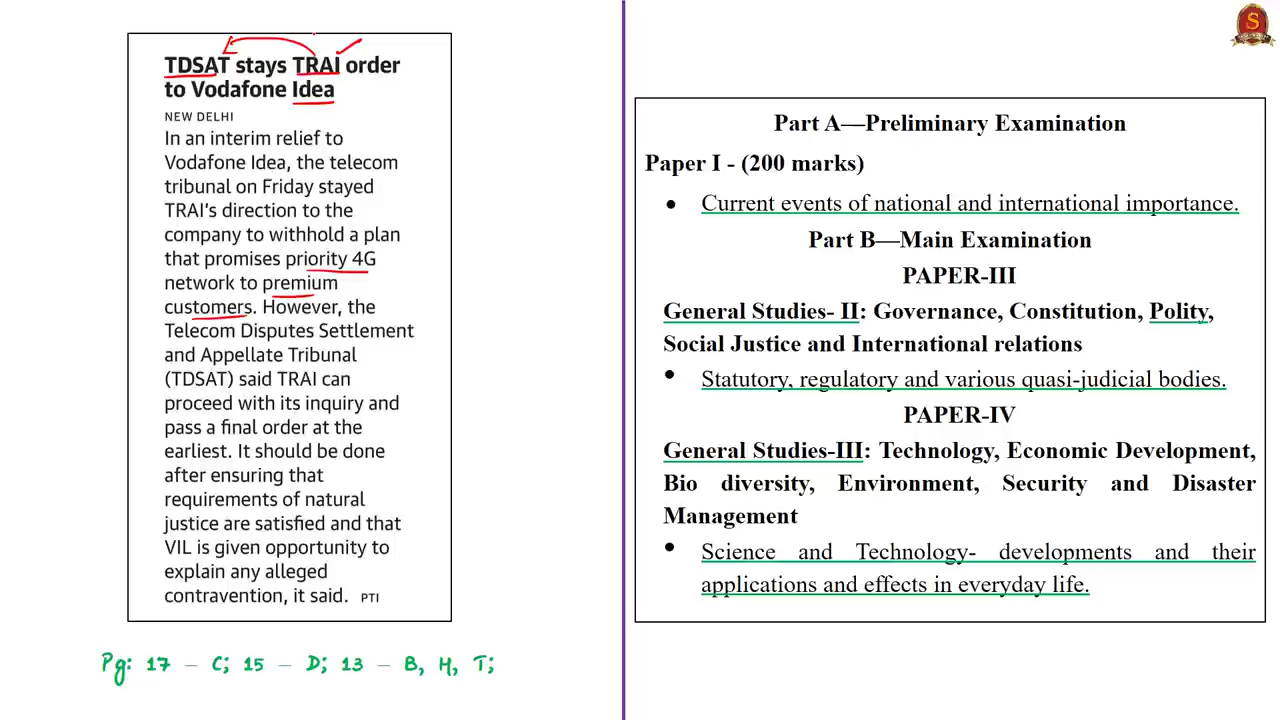 TDSAT stays TRAI order
to Vodafone Idea
NEW DELHI
In an interim relief to
Vodafone Idea, the telecom
tribunal on Friday stayed
TRAI's direction to the
company to withhold a plan
that promises priority 4G
network to premium
customers. However, the
Telecom Disputes Settlement
and Appellate Tribunal
(TDSAT) said TRAI can
proceed with its inquiry and
pass a final order at the
earliest. It should be done
after ensuring that
requirements of natural
justice are satisfied and that
VIL is given opportunity to
explain any alleged
contravention, it said. PTI
Pg: 17 – C; 15 – D; 13 – B, H, T;
S
Part A—Preliminary Examination
Paper I - (200 marks)
• Current events of national and international importance.
Part B—Main Examination
PAPER-III
General Studies- II: Governance, Constitution, Polity,
Social Justice and International relations
• Statutory, regulatory and various quasi-judicial bodies.
PAPER-IV
General Studies-III: Technology, Economic Development,
Bio diversity, Environment, Security and Disaster
Management
• Science and Technology- developments and their
applications and effects in everyday life.